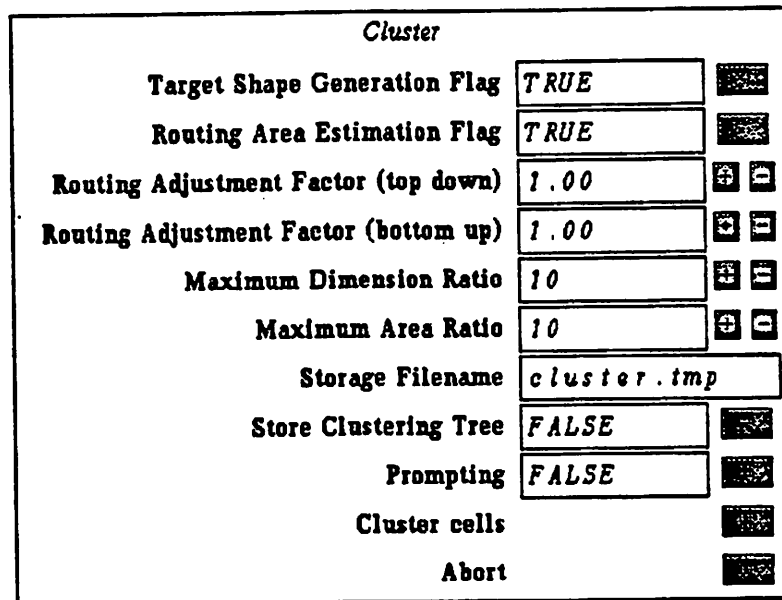 Cluster
Target Shape Generation Flag TRUE
Routing Area Estimation Flag TRUE
Routing Adjustment Factor (top down) 1.00 + -
Routing Adjustment Factor (bottom up) 1.00 + -
Maximum Dimension Ratio 10 + -
Maximum Area Ratio 10 + -
Storage Filename cluster.tmp
Store Clustering Tree FALSE
Prompting FALSE
Cluster cells
Abort